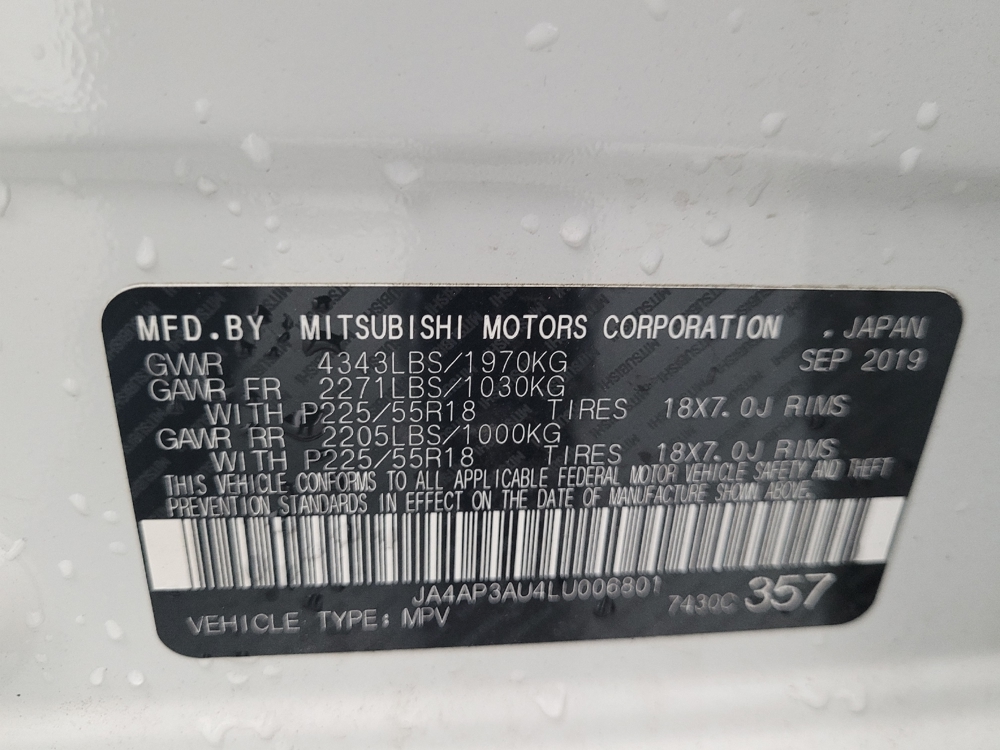 MFD.BY MITSUBISHI MOTORS CORPORATION . JAPAN
GVWR 4343LBS/1970KG SEP 2019
GAWR FR 2271LBS/1030KG
WITH P225/55R18 TIRES 18X7.0J RIMS
GAWR RR 2205LBS/1000KG
WITH P225/55R18 TIRES 18X7.0J RIMS
THIS VEHICLE CONFORMS TO ALL APPLICABLE FEDERAL MOTOR VEHICLE SAFETY AND THEFT
PREVENTION STANDARDS IN EFFECT ON THE DATE OF MANUFACTURE SHOWN ABOVE.
JA4AP3AU4LU006801 7430C 357
VEHICLE TYPE: MPV